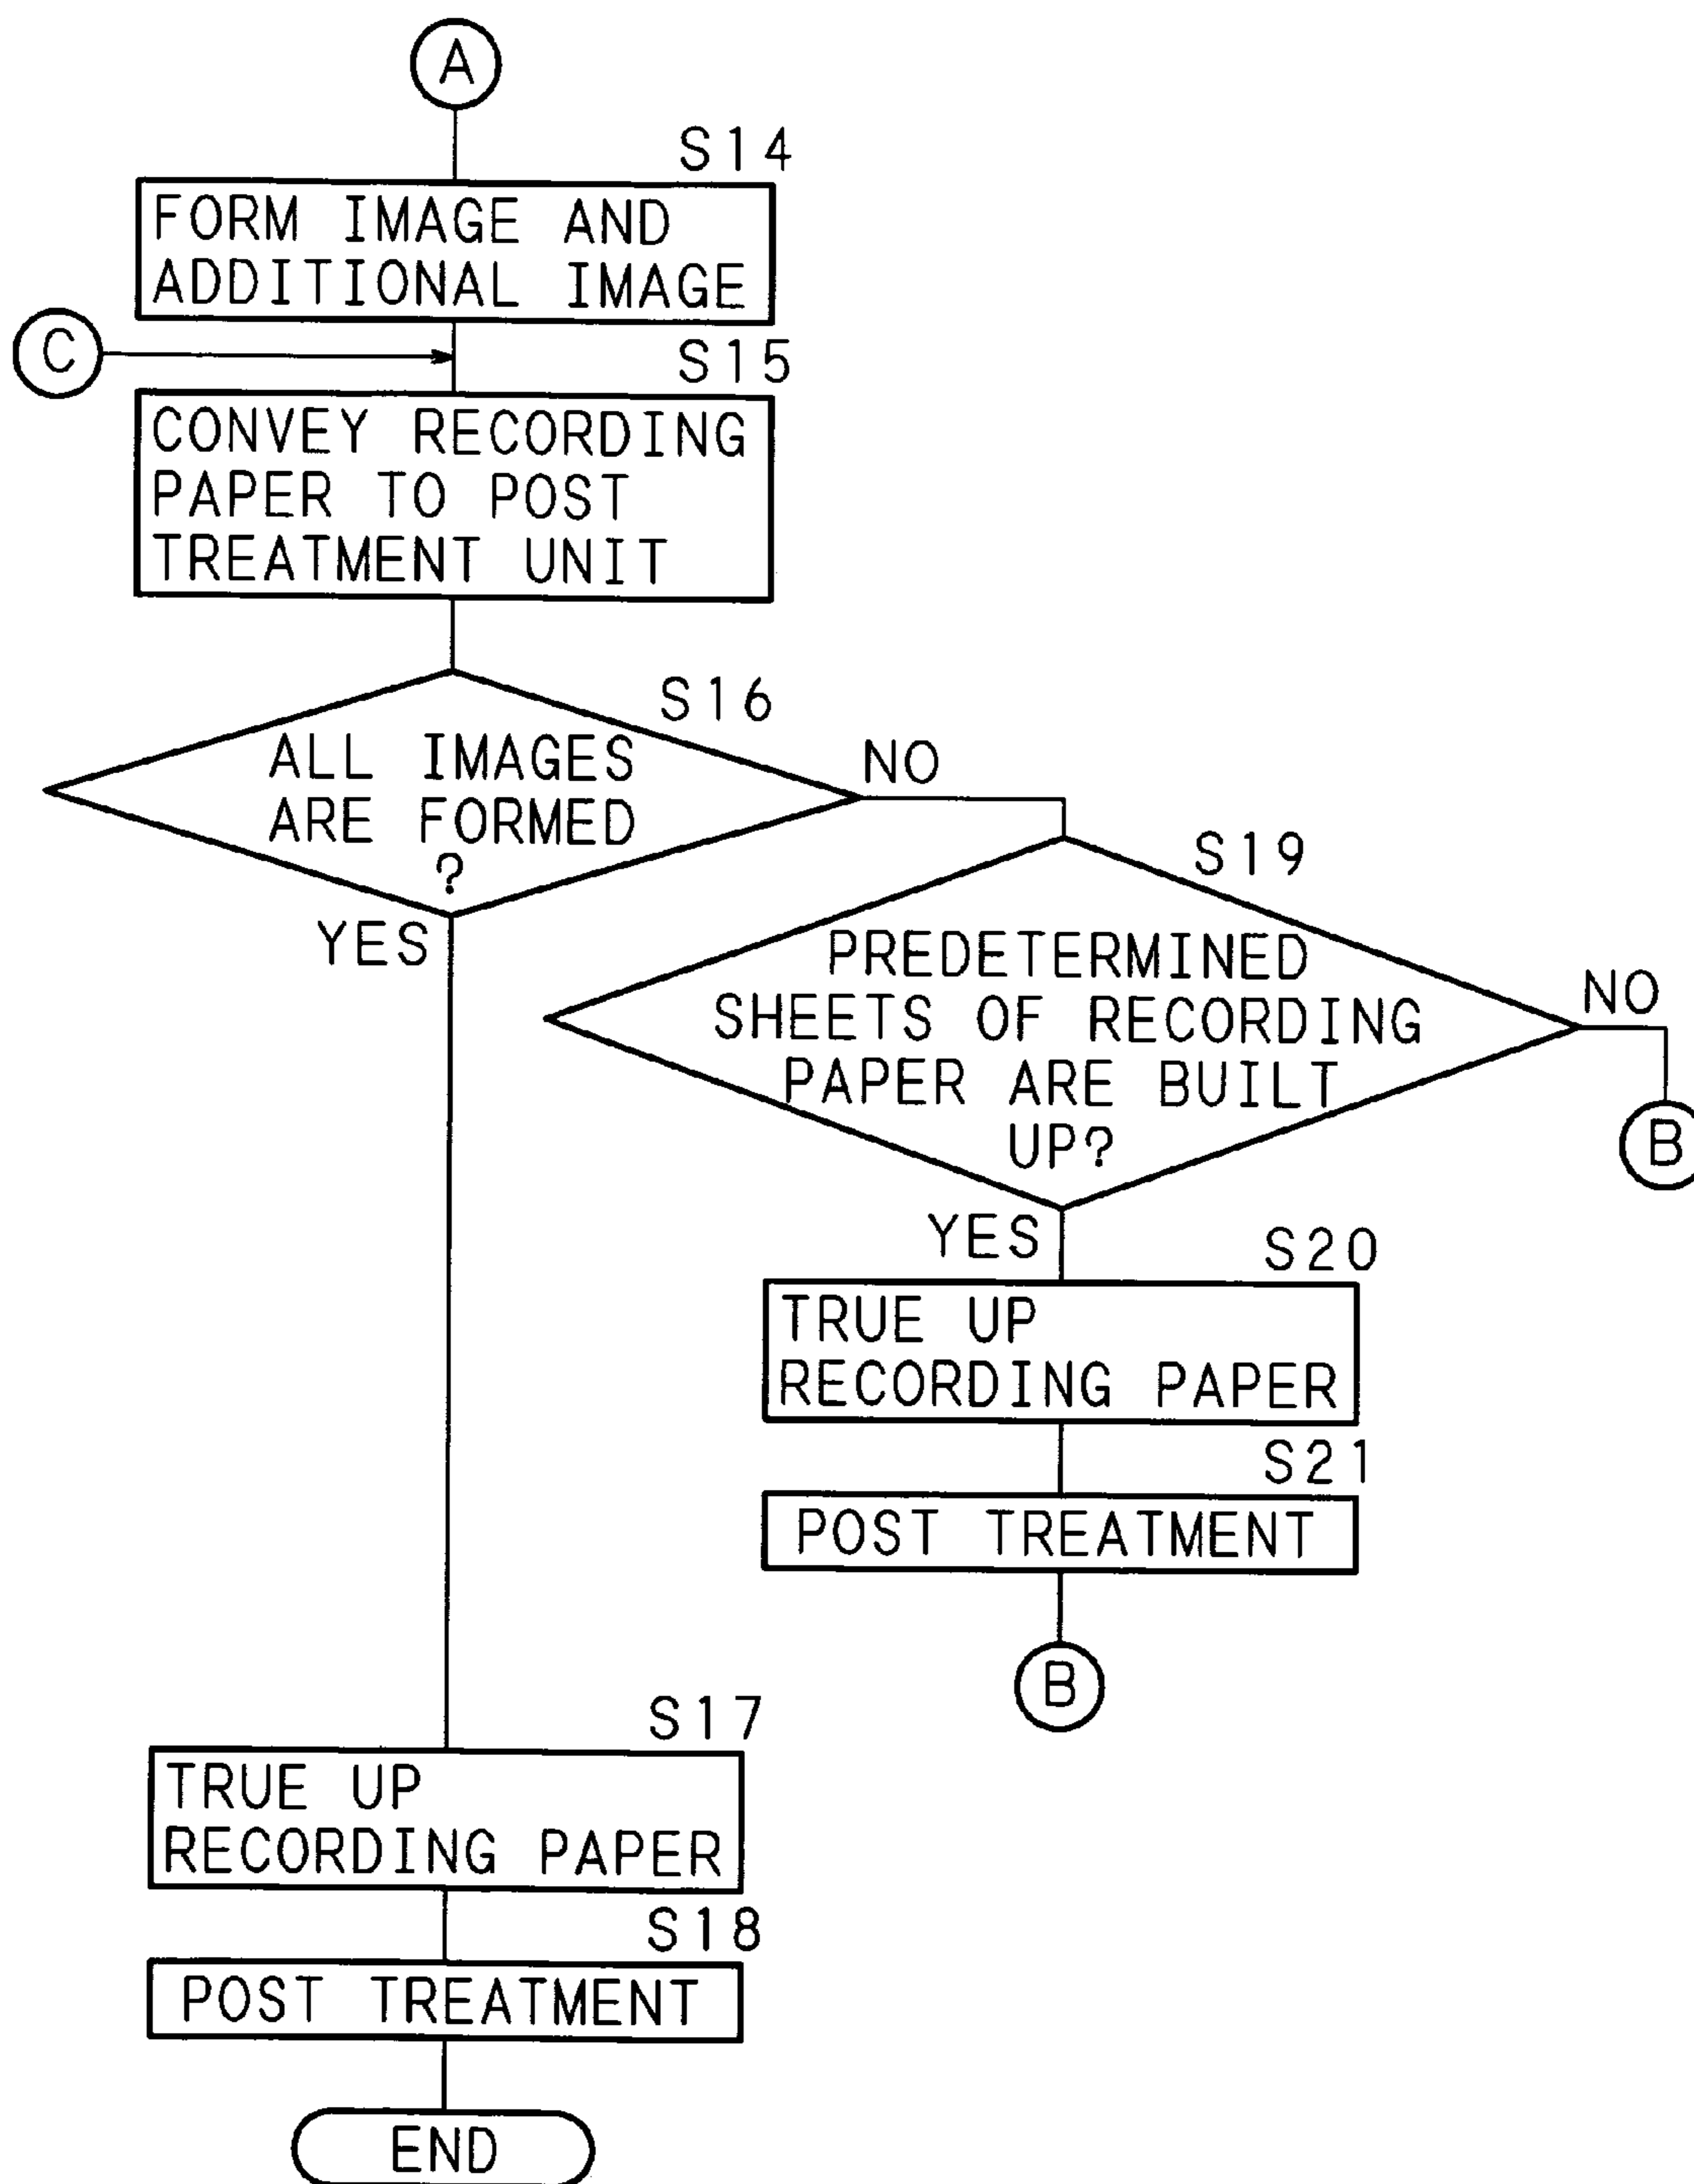 A
S14
FORM IMAGE AND
ADDITIONAL IMAGE
C
S15
CONVEY RECORDING
PAPER TO POST
TREATMENT UNIT
S16
ALL IMAGES
ARE FORMED
?
NO
YES
S19
PREDETERMINED
SHEETS OF RECORDING
PAPER ARE BUILT
UP?
NO
B
YES
S20
TRUE UP
RECORDING PAPER
S21
POST TREATMENT
B
S17
TRUE UP
RECORDING PAPER
S18
POST TREATMENT
END